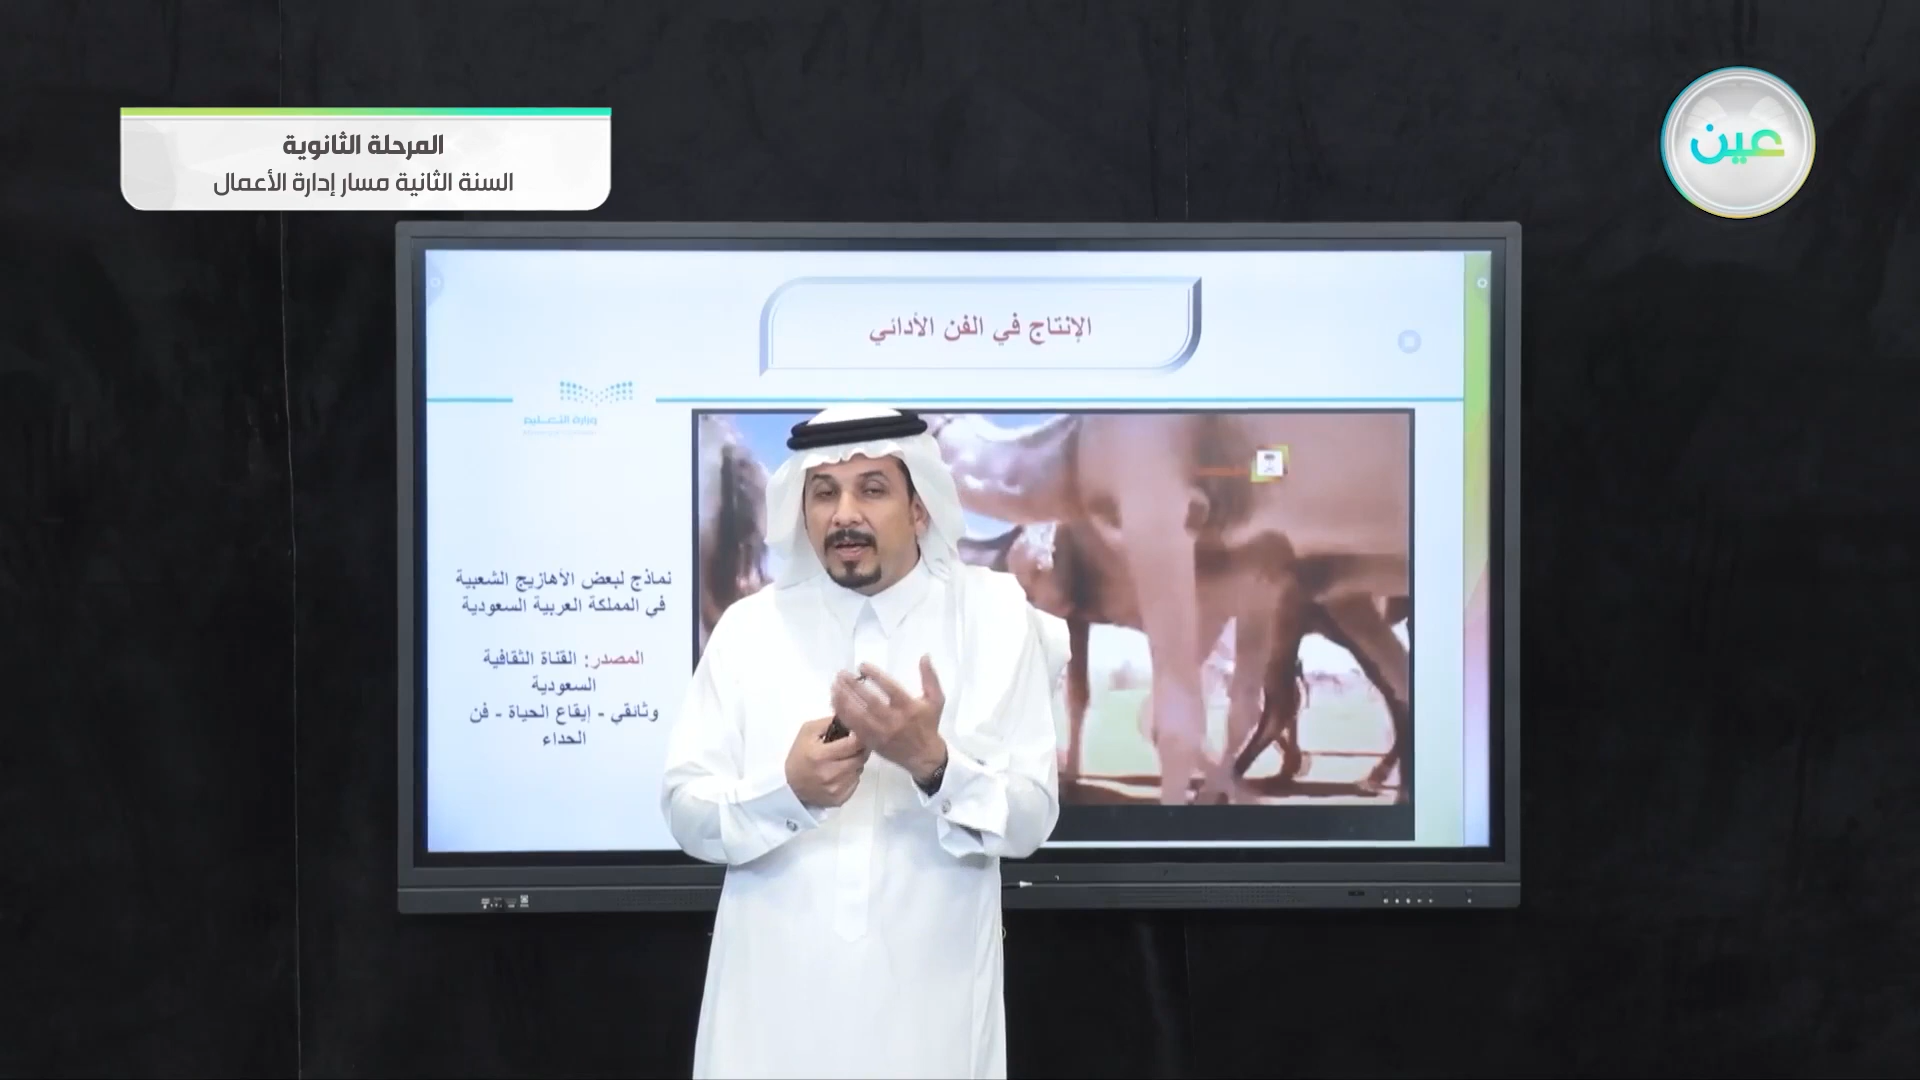 المرحلة الثانوية
السنة الثانية مسار إدارة الأعمال
عين
الإنتاج في الفن الأدائي
وزارة التعليم
نماذج لبعض الأهازيج الشعبية
في المملكة العربية السعودية
المصدر: القناة الثقافية
السعودية
وثائقي - إيقاع الحياة - فن
الحداء